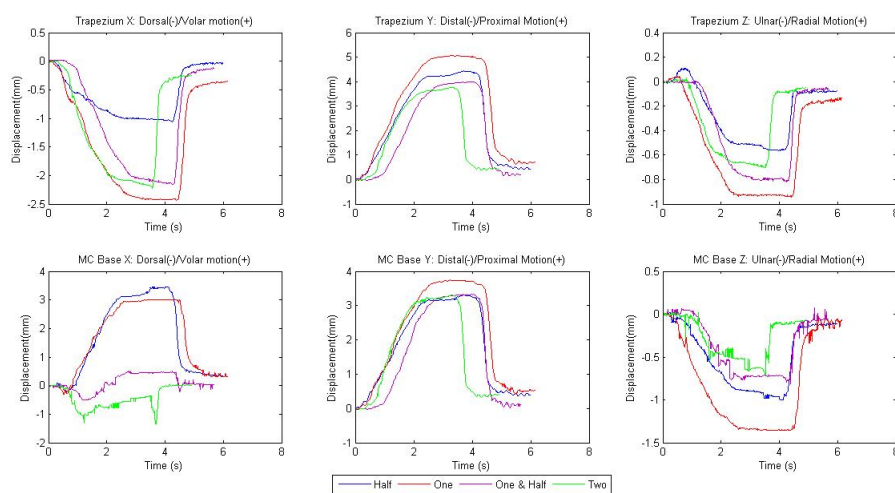 Trapezium X: Dorsal(-)/Volar motion(+)
0.5
0
-0.5
-1
-1.5
-2
-2.5
Displacement(mm)
0 2 4 6 8
Time (s)
Trapezium Y: Distal(-)/Proximal Motion(+)
6
5
4
3
2
1
0
-1
Displacement(mm)
0 2 4 6 8
Time (s)
Trapezium Z: Ulnar(-)/Radial Motion(+)
0.4
0.2
0
-0.2
-0.4
-0.6
-0.8
-1
Displacement(mm)
0 2 4 6 8
Time (s)
MC Base X: Dorsal(-)/Volar motion(+)
4
3
2
1
0
-1
-2
Displacement(mm)
0 2 4 6 8
Time (s)
MC Base Y: Distal(-)/Proximal Motion(+)
4
3
2
1
0
-1
Displacement(mm)
0 2 4 6 8
Time (s)
MC Base Z: Ulnar(-)/Radial Motion(+)
0.5
0
-0.5
-1
-1.5
Displacement(mm)
0 2 4 6 8
Time (s)
Half One One & Half Two